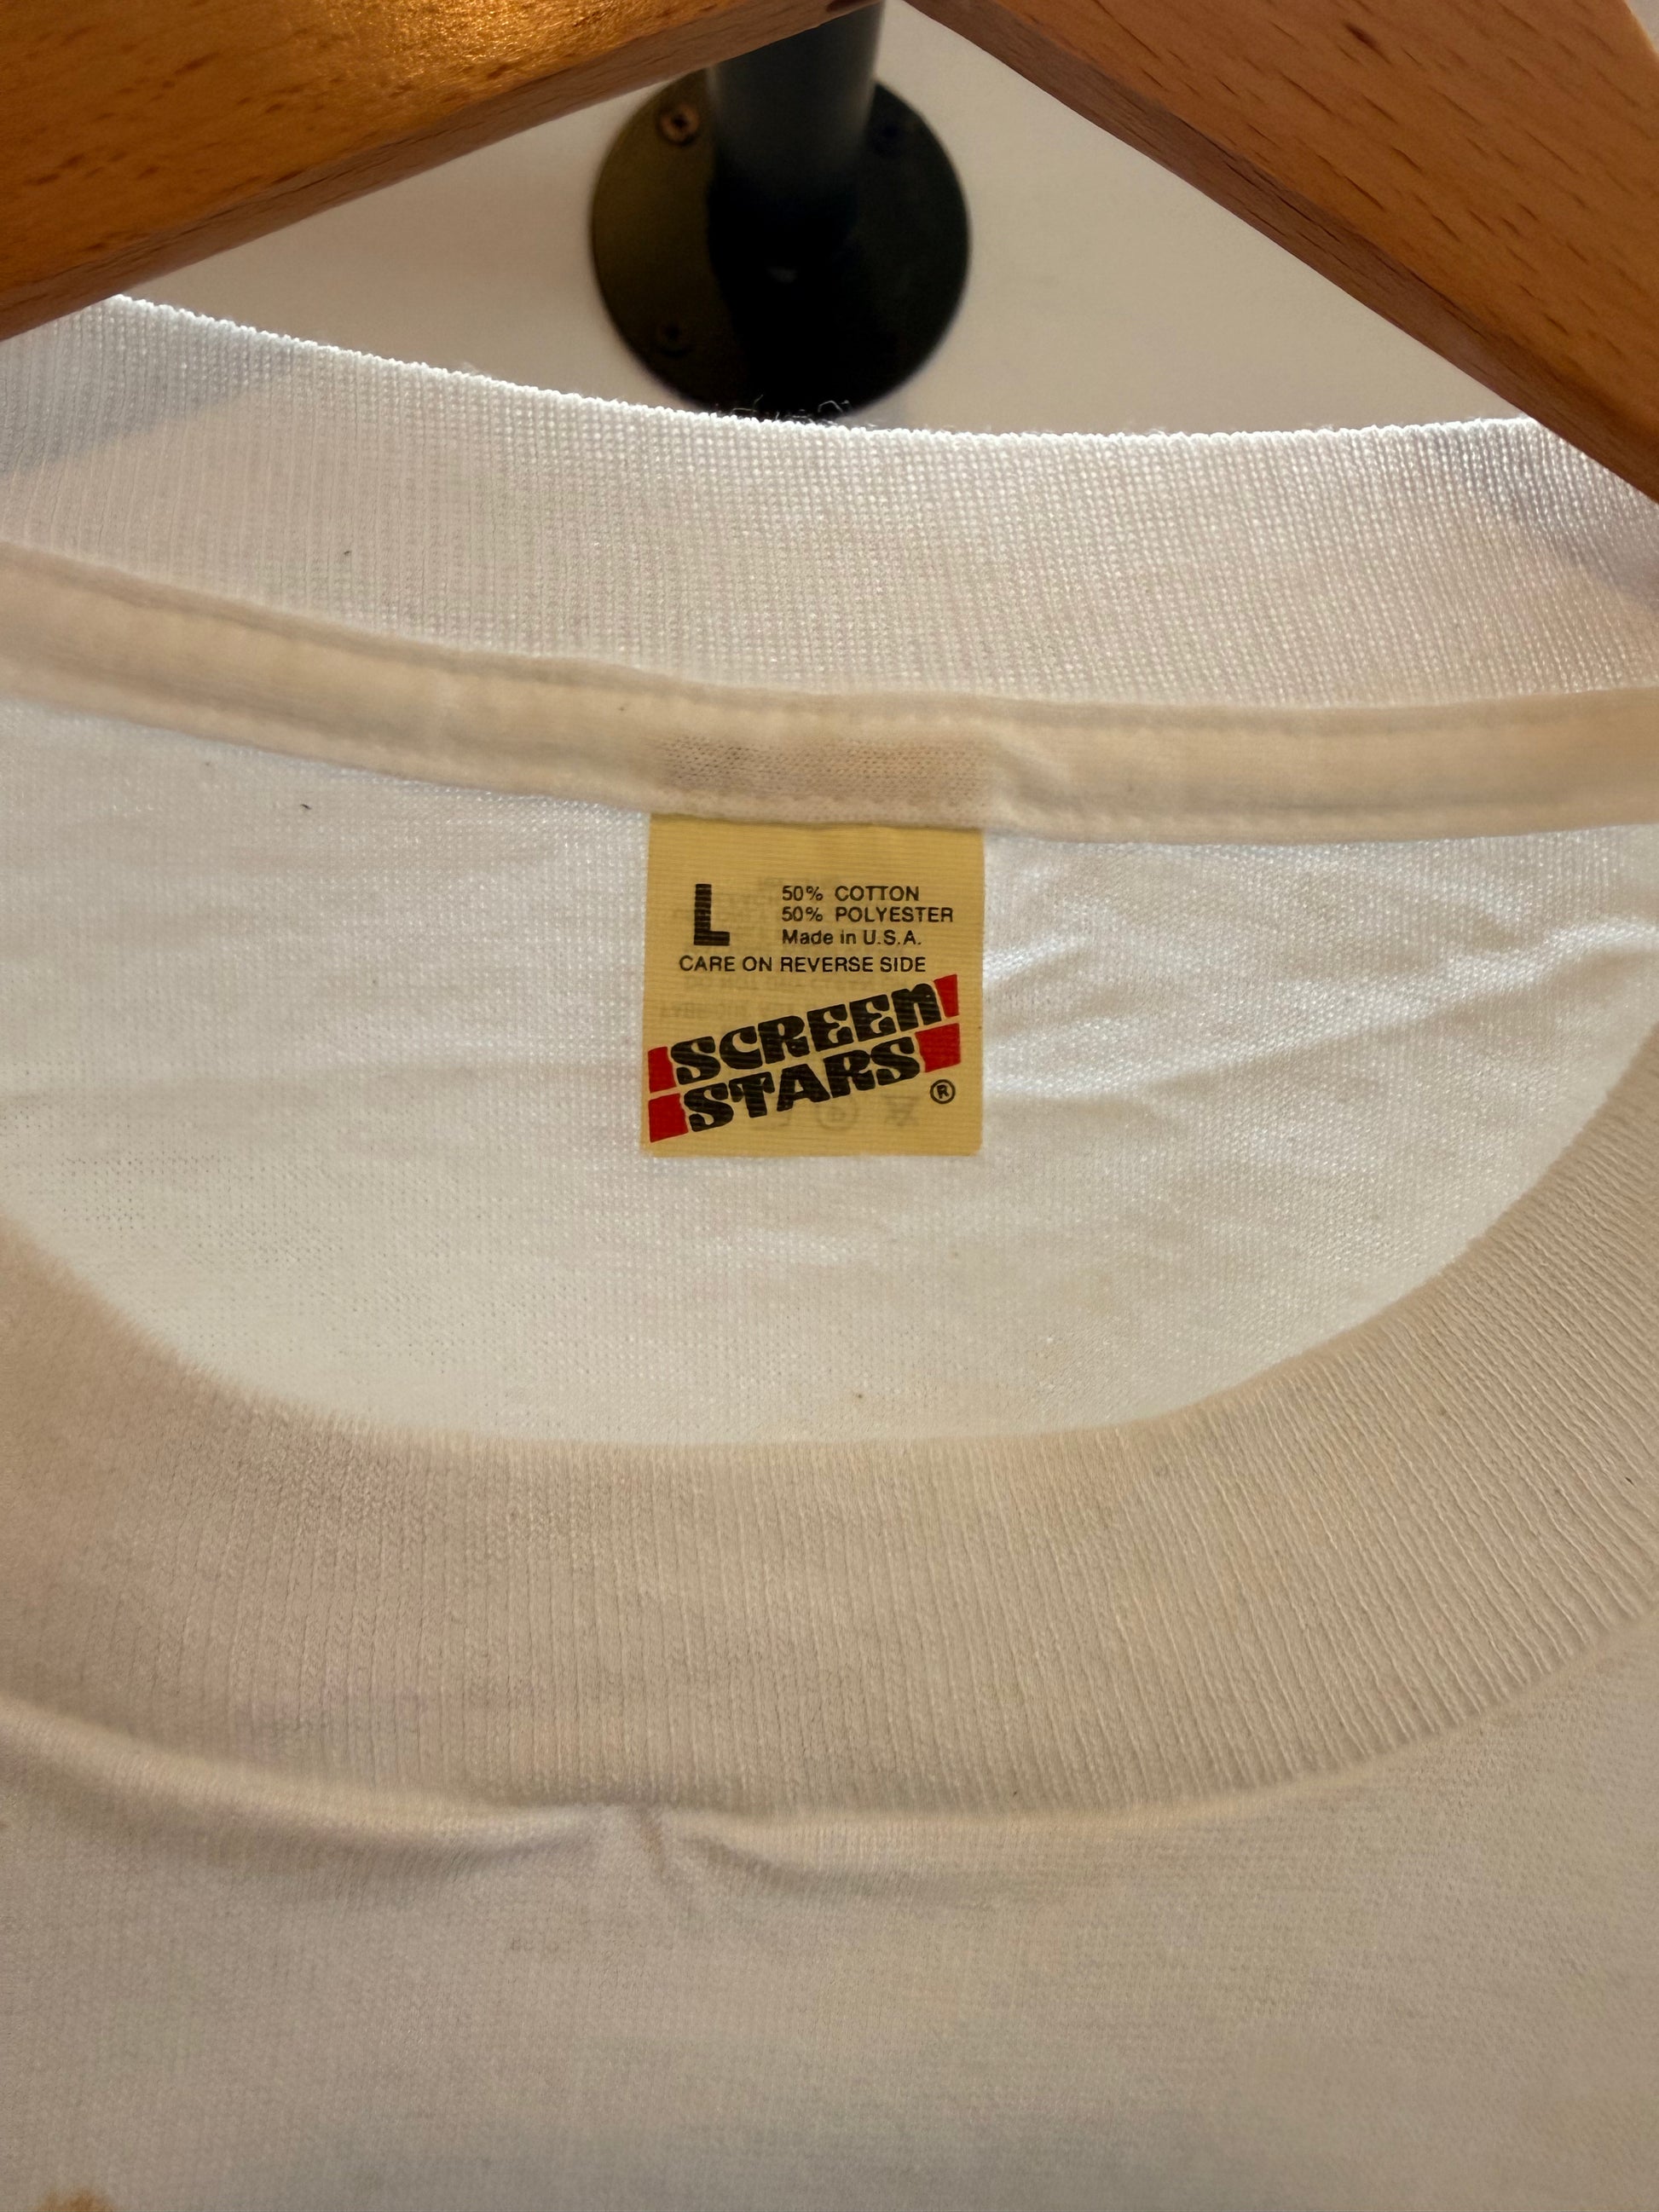 L
50% COTTON
50% POLYESTER
Made in U.S.A.
CARE ON REVERSE SIDE
SCREEN
STARS ®